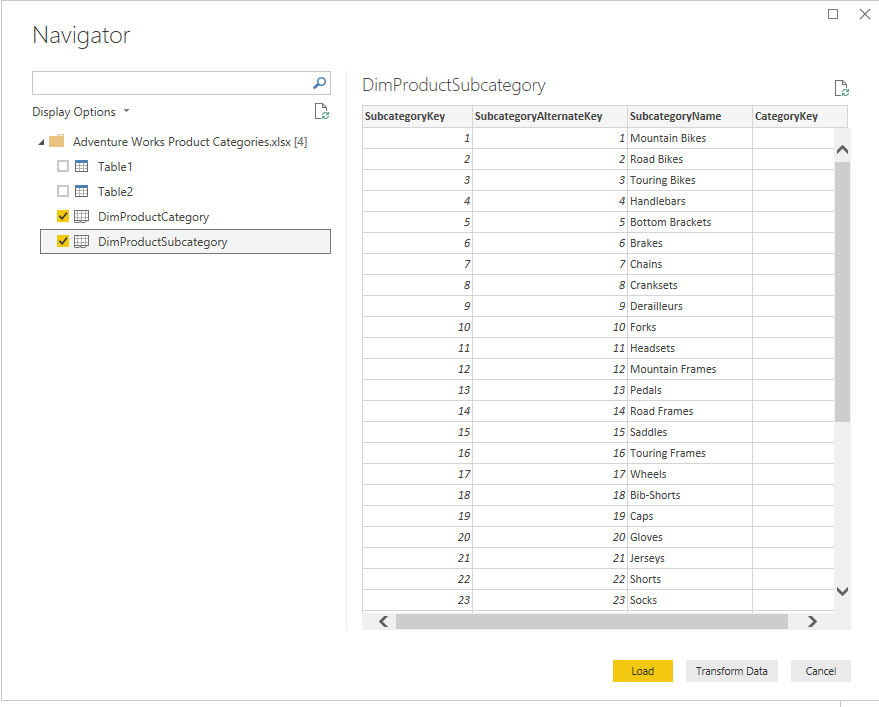 Navigator
Display Options
Adventure Works Product Categories.xlsx [4]
Table1
Table2
DimProductCategory
DimProductSubcategory
DimProductSubcategory
SubcategoryKey SubcategoryAlternateKey SubcategoryName CategoryKey
1 1 Mountain Bikes
2 2 Road Bikes
3 3 Touring Bikes
4 4 Handlebars
5 5 Bottom Brackets
6 6 Brakes
7 7 Chains
8 8 Cranksets
9 9 Derailleurs
10 10 Forks
11 11 Headsets
12 12 Mountain Frames
13 13 Pedals
14 14 Road Frames
15 15 Saddles
16 16 Touring Frames
17 17 Wheels
18 18 Bib-Shorts
19 19 Caps
20 20 Gloves
21 21 Jerseys
22 22 Shorts
23 23 Socks
Load Transform Data Cancel